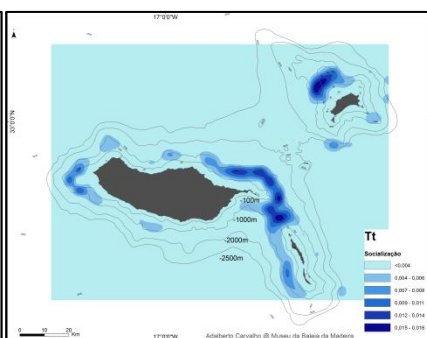 17°0'0"W
33°0'0"N
-100m
-1000m
-2000m
-2500m
Tt
Socialização
<0,004
0,004 - 0,006
0,007 - 0,008
0,009 - 0,011
0,012 - 0,014
0,015 - 0,016
0 10 20
Km
17°0'0"W
Adalberto Carvalho @ Museu da Baleia da Madeira